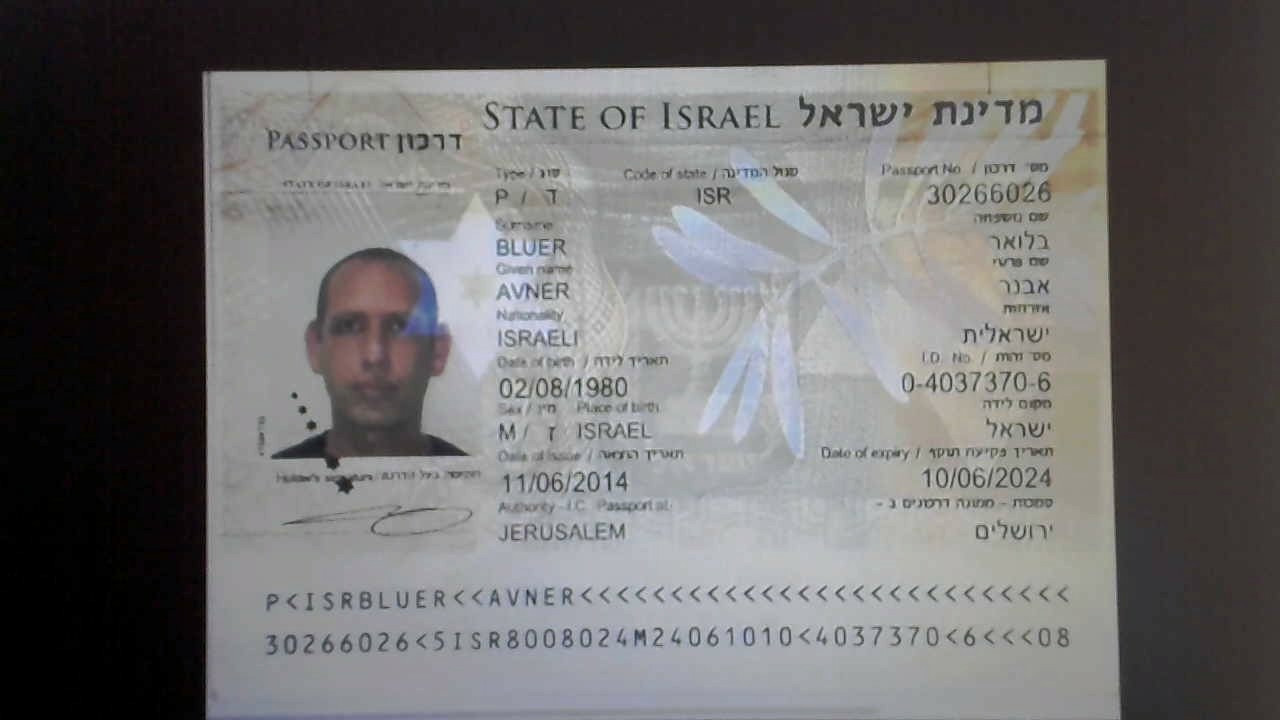 STATE OF ISRAEL מדינת ישראל
PASSPORT דרכון
Type / סוג Code of state / סמל המדינה Passport No. / מס' דרכון
P / ד ISR 30266026
Surname שם משפחה
BLUER בלואר
Given name שם פרטי
AVNER אבנר
Nationality אזרחות
ISRAELI ישראלית
Date of birth / תאריך לידה I.D. No. / מס' זהות
02/08/1980 0-4037370-6
Sex / מין Place of birth מקום לידה
M / ז ISRAEL ישראל
Date of issue / תאריך הוצאה Date of expiry / תאריך פקיעת תוקף
11/06/2014 10/06/2024
Holder's signature / חתימת בעל הדרכון
Authority - I.C. Passport at- סמכות - ממונה דרכונים ב -
JERUSALEM ירושלים
P<ISRBLUER<<AVNER<<<<<<<<<<<<<<<<<<<<<<<<<<<
30266026<5ISR8008024M24061010<4037370<6<<<08